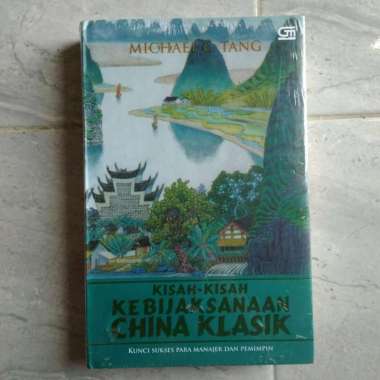 MICHAEL C. TANG
KISAH-KISAH
KEBIJAKSANAAN
CHINA KLASIK
KUNCI SUKSES PARA MANAJER DAN PEMIMPIN